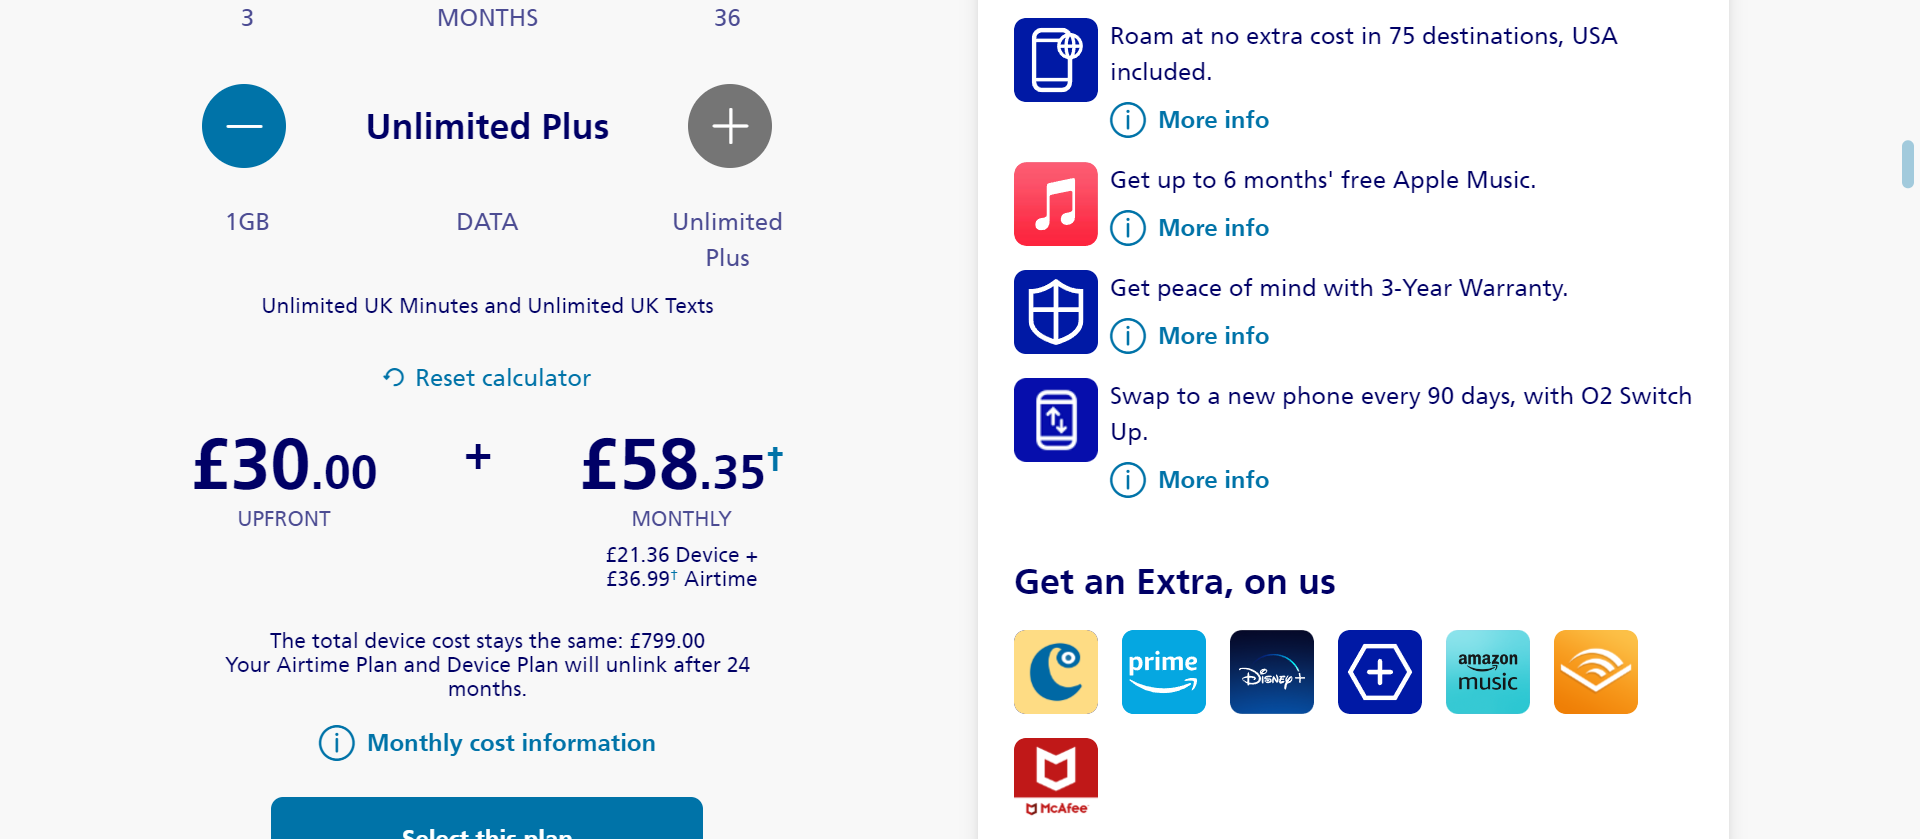 3 MONTHS 36
Unlimited Plus
1GB DATA Unlimited
Plus
Unlimited UK Minutes and Unlimited UK Texts
Reset calculator
£30.00 + £58.35†
UPFRONT MONTHLY
£21.36 Device +
£36.99† Airtime
The total device cost stays the same: £799.00
Your Airtime Plan and Device Plan will unlink after 24
months.
Monthly cost information
Select this plan
Roam at no extra cost in 75 destinations, USA
included.
More info
Get up to 6 months' free Apple Music.
More info
Get peace of mind with 3-Year Warranty.
More info
Swap to a new phone every 90 days, with O2 Switch
Up.
More info
Get an Extra, on us
prime
Disney+
amazon
music
McAfee